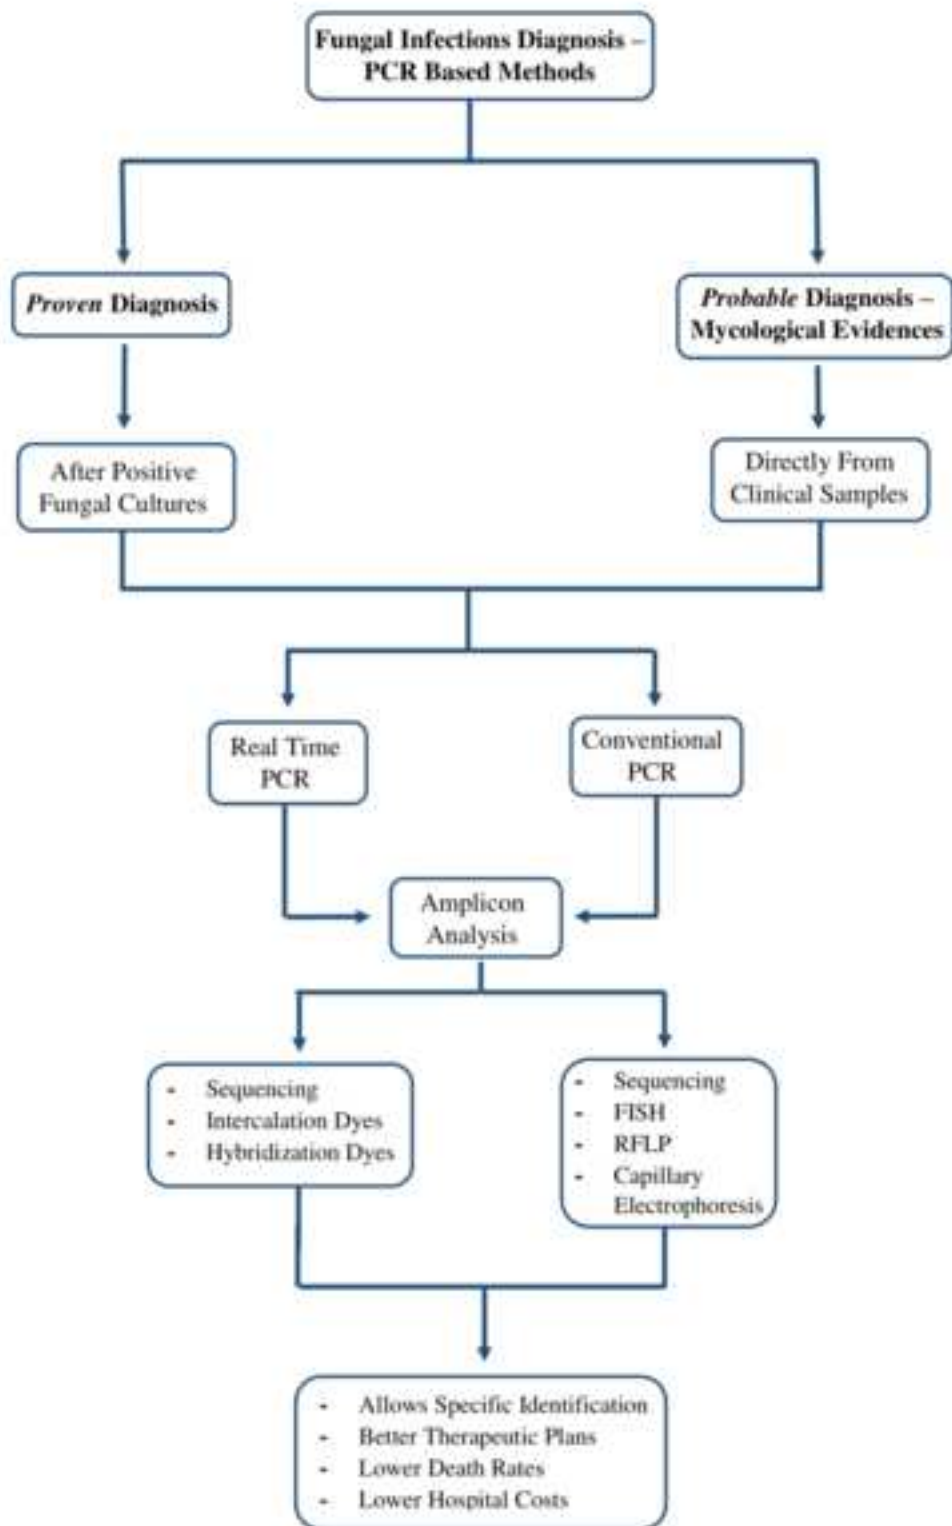 Fungal Infections Diagnosis –
PCR Based Methods
Proven Diagnosis
Probable Diagnosis –
Mycological Evidences
After Positive
Fungal Cultures
Directly From
Clinical Samples
Real Time
PCR
Conventional
PCR
Amplicon
Analysis
- Sequencing
- Intercalation Dyes
- Hybridization Dyes
- Sequencing
- FISH
- RFLP
- Capillary
Electrophoresis
- Allows Specific Identification
- Better Therapeutic Plans
- Lower Death Rates
- Lower Hospital Costs